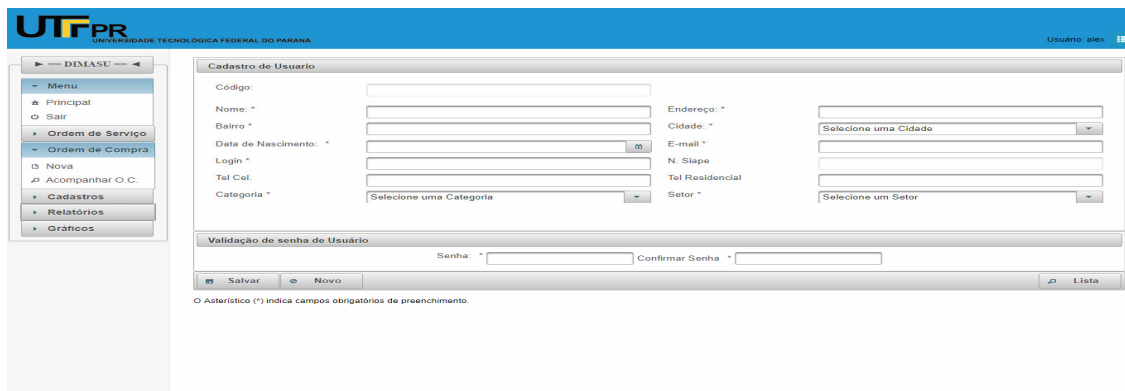 UTFPR
UNIVERSIDADE TECNOLÓGICA FEDERAL DO PARANÁ
Usuário: alex
DIMASU
Menu
Principal
Sair
Ordem de Serviço
Ordem de Compra
Nova
Acompanhar O.C.
Cadastros
Relatórios
Gráficos
Cadastro de Usuario
Código:
Nome: * Endereço: *
Bairro * Cidade: * Selecione uma Cidade
Data de Nascimento: * E-mail *
Login * N. Siape
Tel Cel. Tel Residencial
Categoria * Selecione uma Categoria Setor * Selecione um Setor
Validação de senha de Usuário
Senha: * Confirmar Senha *
Salvar Novo Lista
O Asterístico (*) indica campos obrigatórios de preenchimento.